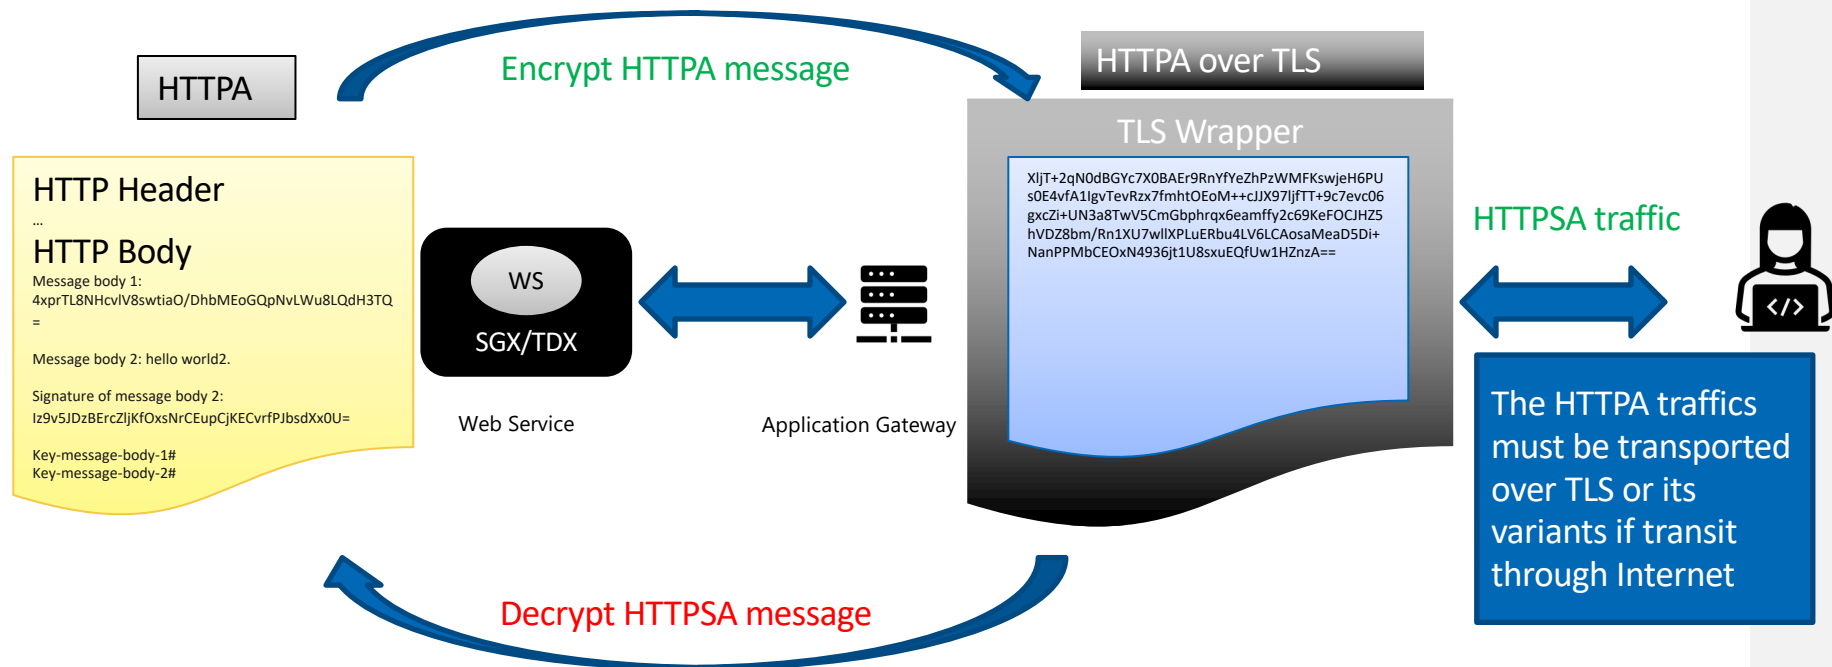 HTTPA
Encrypt HTTPA message
HTTPA over TLS
TLS Wrapper
HTTP Header
...
HTTP Body
Message body 1:
4xprTL8NHcvlV8swtiaO/DhbMEoGQpNvLWu8LQdH3TQ
=
Message body 2: hello world2.
Signature of message body 2:
Iz9v5JDzBErcZljKfOxsNrCEupCjKECvrfPJbsdXx0U=
Key-message-body-1#
Key-message-body-2#
WS
SGX/TDX
Web Service
Application Gateway
XljT+2qN0dBGYc7X0BAEr9RnYfYeZhPzWMFKswjeH6PU
s0E4vfA1IgvTevRzx7fmhtOEoM++cJJX97ljfTT+9c7evc06
gxcZi+UN3a8TwV5CmGbphrqx6eamffy2c69KeFOCJHZ5
hVDZ8bm/Rn1XU7wllXPLuERbu4LV6LCAosaMeaD5Di+
NanPPMbCEOxN4936jt1U8sxuEQfUw1HZnzA==
HTTPSA traffic
</>
The HTTPA traffics
must be transported
over TLS or its
variants if transit
through Internet
Decrypt HTTPSA message